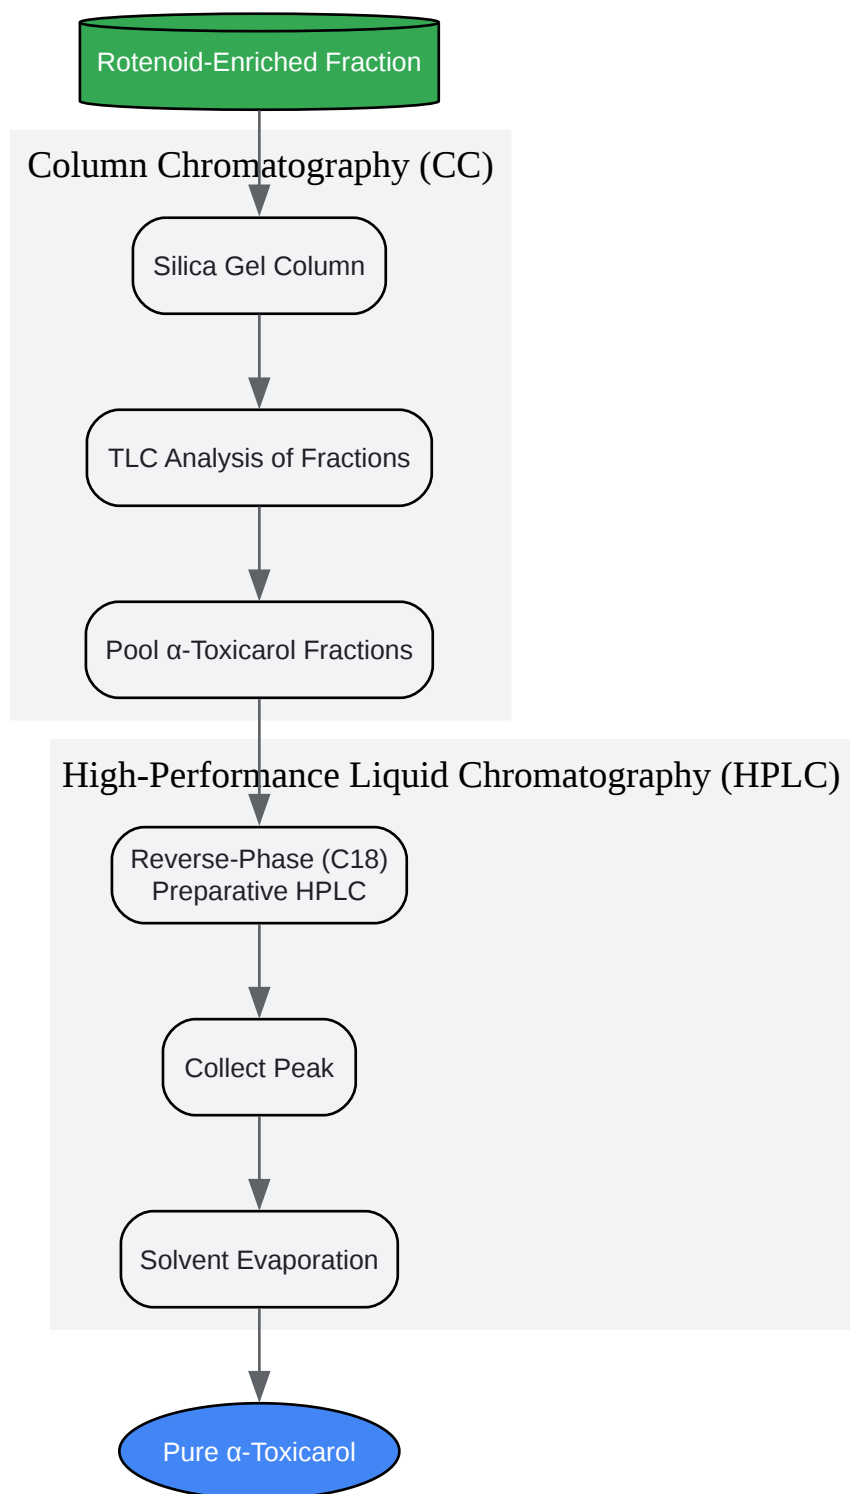 Rotenoid-Enriched Fraction
Column Chromatography (CC)
Silica Gel Column
TLC Analysis of Fractions
Pool α-Toxicarol Fractions
High-Performance Liquid Chromatography (HPLC)
Reverse-Phase (C18)
Preparative HPLC
Collect Peak
Solvent Evaporation
Pure α-Toxicarol